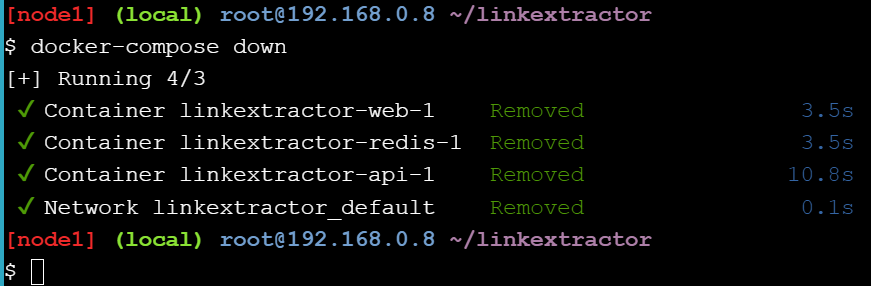 [node1] (local) root@192.168.0.8 ~/linkextractor
$ docker-compose down
[+] Running 4/3
✓ Container linkextractor-web-1 Removed 3.5s
✓ Container linkextractor-redis-1 Removed 3.5s
✓ Container linkextractor-api-1 Removed 10.8s
✓ Network linkextractor_default Removed 0.1s
[node1] (local) root@192.168.0.8 ~/linkextractor
$